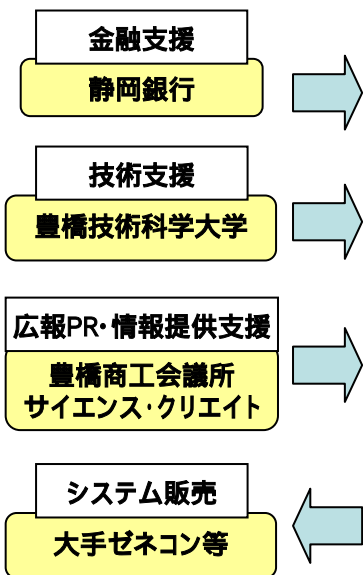 金融支援
静岡銀行
技術支援
豊橋技術科学大学
広報PR・情報提供支援
豊橋商工会議所
サイエンス・クリエイト
システム販売
大手ゼネコン等